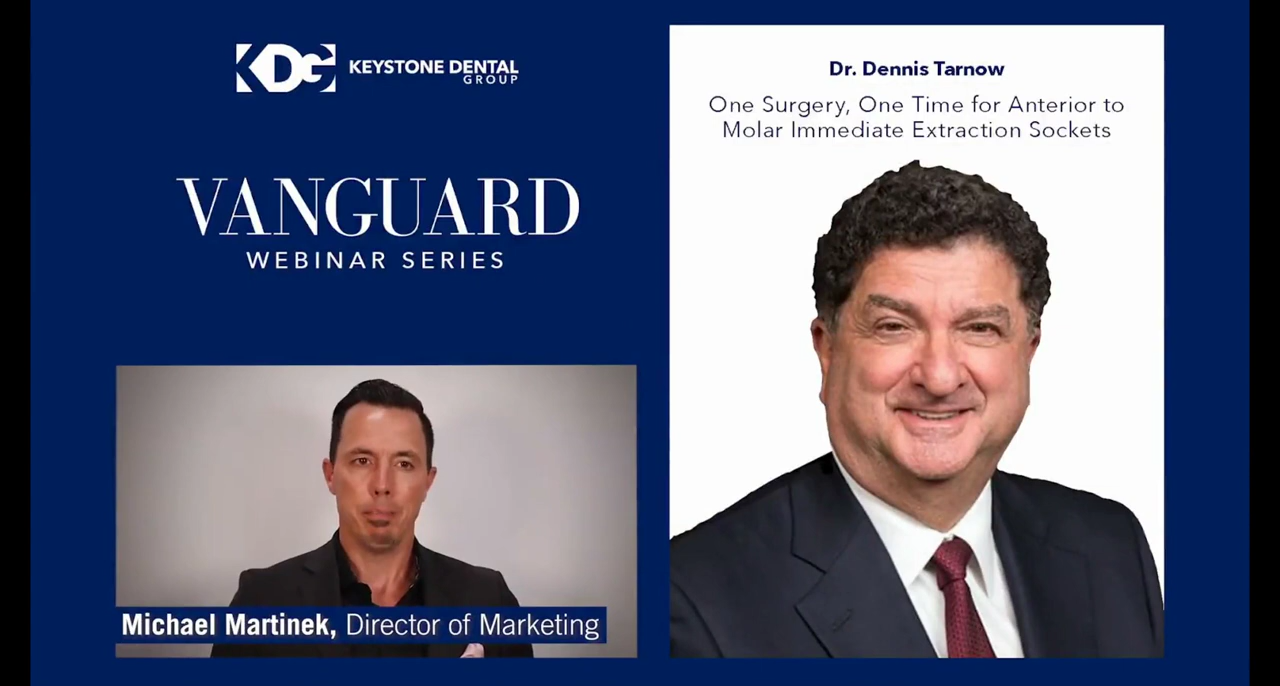 KDG KEYSTONE DENTAL
GROUP
VANGUARD
WEBINAR SERIES
Michael Martinek, Director of Marketing
Dr. Dennis Tarnow
One Surgery, One Time for Anterior to
Molar Immediate Extraction Sockets